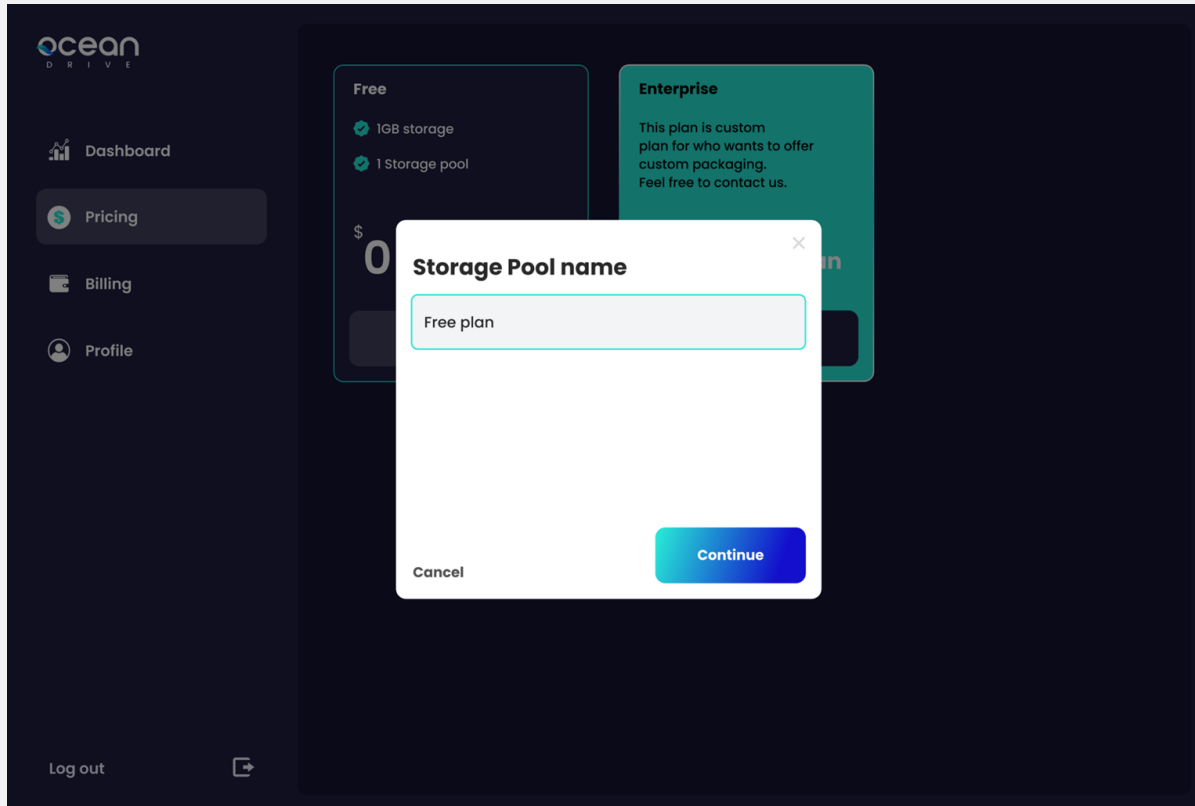 ocean
DRIVE
Dashboard
Pricing
Billing
Profile
Log out
Free
1GB storage
1 Storage pool
$
0
Enterprise
This plan is custom
plan for who wants to offer
custom packaging.
Feel free to contact us.
Storage Pool name
Free plan
Cancel
Continue